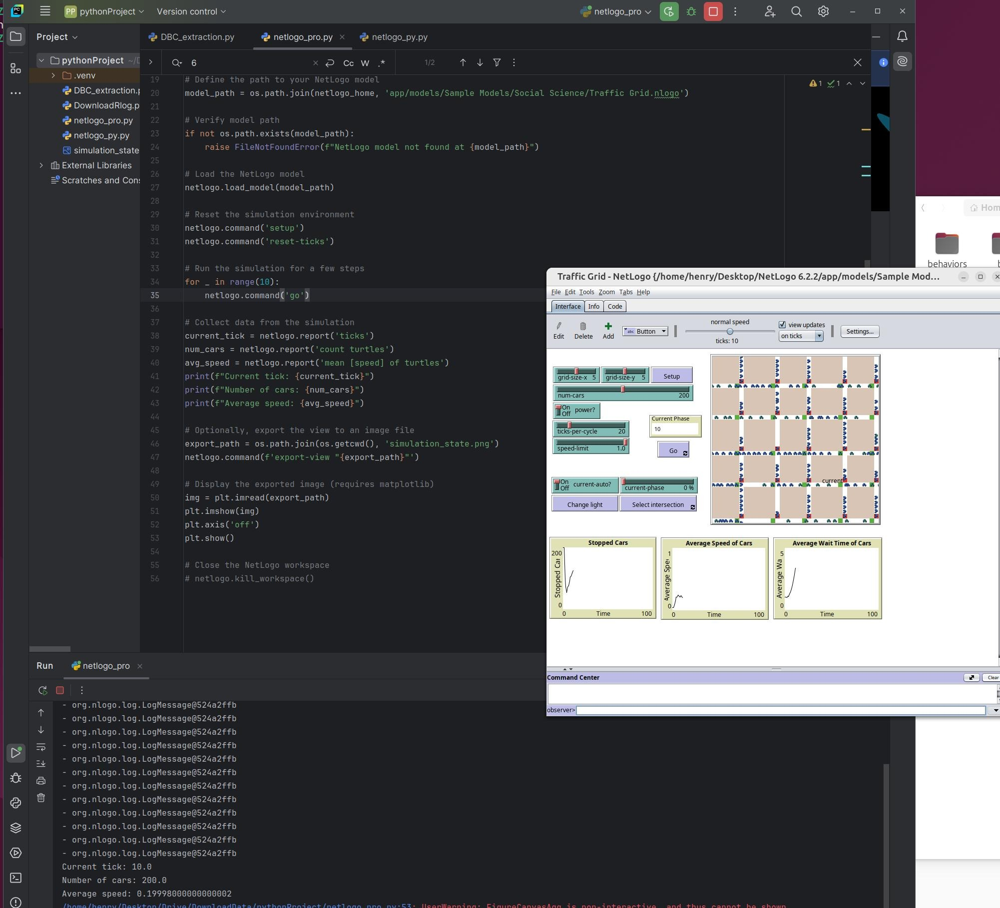 PC
PP pythonProject
Version control
netlogo_pro
Project
DBC_extraction.py
netlogo_pro.py
netlogo_py.py
pythonProject
.venv
DBC_extraction.p
DownloadRlog.p
netlogo_pro.py
netlogo_py.py
simulation_state
External Libraries
Scratches and Cons
6
Cc
W
.*
1/2
1
1
19 # Define the path to your NetLogo model
20 model_path = os.path.join(netlogo_home, 'app/models/Sample Models/Social Science/Traffic Grid.nlogo')
21
22 # Verify model path
23 if not os.path.exists(model_path):
24     raise FileNotFoundError(f"NetLogo model not found at {model_path}")
25
26 # Load the NetLogo model
27 netlogo.load_model(model_path)
28
29 # Reset the simulation environment
30 netlogo.command('setup')
31 netlogo.command('reset-ticks')
32
33 # Run the simulation for a few steps
34 for _ in range(10):
35     netlogo.command('go')
36
37 # Collect data from the simulation
38 current_tick = netlogo.report('ticks')
39 num_cars = netlogo.report('count turtles')
40 avg_speed = netlogo.report('mean [speed] of turtles')
41 print(f"Current tick: {current_tick}")
42 print(f"Number of cars: {num_cars}")
43 print(f"Average speed: {avg_speed}")
44
45 # Optionally, export the view to an image file
46 export_path = os.path.join(os.getcwd(), 'simulation_state.png')
47 netlogo.command(f'export-view "{export_path}"')
48
49 # Display the exported image (requires matplotlib)
50 img = plt.imread(export_path)
51 plt.imshow(img)
52 plt.axis('off')
53 plt.show()
54
55 # Close the NetLogo workspace
56 # netlogo.kill_workspace()
Hom
behaviors
Traffic Grid - NetLogo {/home/henry/Desktop/NetLogo 6.2.2/app/models/Sample Mod...
File Edit Tools Zoom Tabs Help
Interface Info Code
Edit
Delete
Add
abc Button
normal speed
ticks: 10
view updates
on ticks
Settings...
grid-size-x 5
grid-size-y 5
Setup
num-cars 200
On
Off
power?
ticks-per-cycle 20
Current Phase
10
speed-limit 1.0
Go
On
Off
current-auto?
current-phase 0 %
Change light
Select intersection
current
Stopped Cars
200
Stopped Car
0
0 Time 100
Average Speed of Cars
1
Average Spe
0
0 Time 100
Average Wait Time of Cars
5
Average Wa
0
0 Time 100
Command Center
Clear
observer>
Run
netlogo_pro
- org.nlogo.log.LogMessage@524a2ffb
- org.nlogo.log.LogMessage@524a2ffb
- org.nlogo.log.LogMessage@524a2ffb
- org.nlogo.log.LogMessage@524a2ffb
- org.nlogo.log.LogMessage@524a2ffb
- org.nlogo.log.LogMessage@524a2ffb
- org.nlogo.log.LogMessage@524a2ffb
- org.nlogo.log.LogMessage@524a2ffb
- org.nlogo.log.LogMessage@524a2ffb
- org.nlogo.log.LogMessage@524a2ffb
- org.nlogo.log.LogMessage@524a2ffb
- org.nlogo.log.LogMessage@524a2ffb
Current tick: 10.0
Number of cars: 200.0
Average speed: 0.19998000000000002
/home/henry/Desktop/Drive/DownloadData/pythonProject/netlogo_pro.py:53: UserWarning: FigureCanvasAgg is non-interactive, and thus cannot be shown